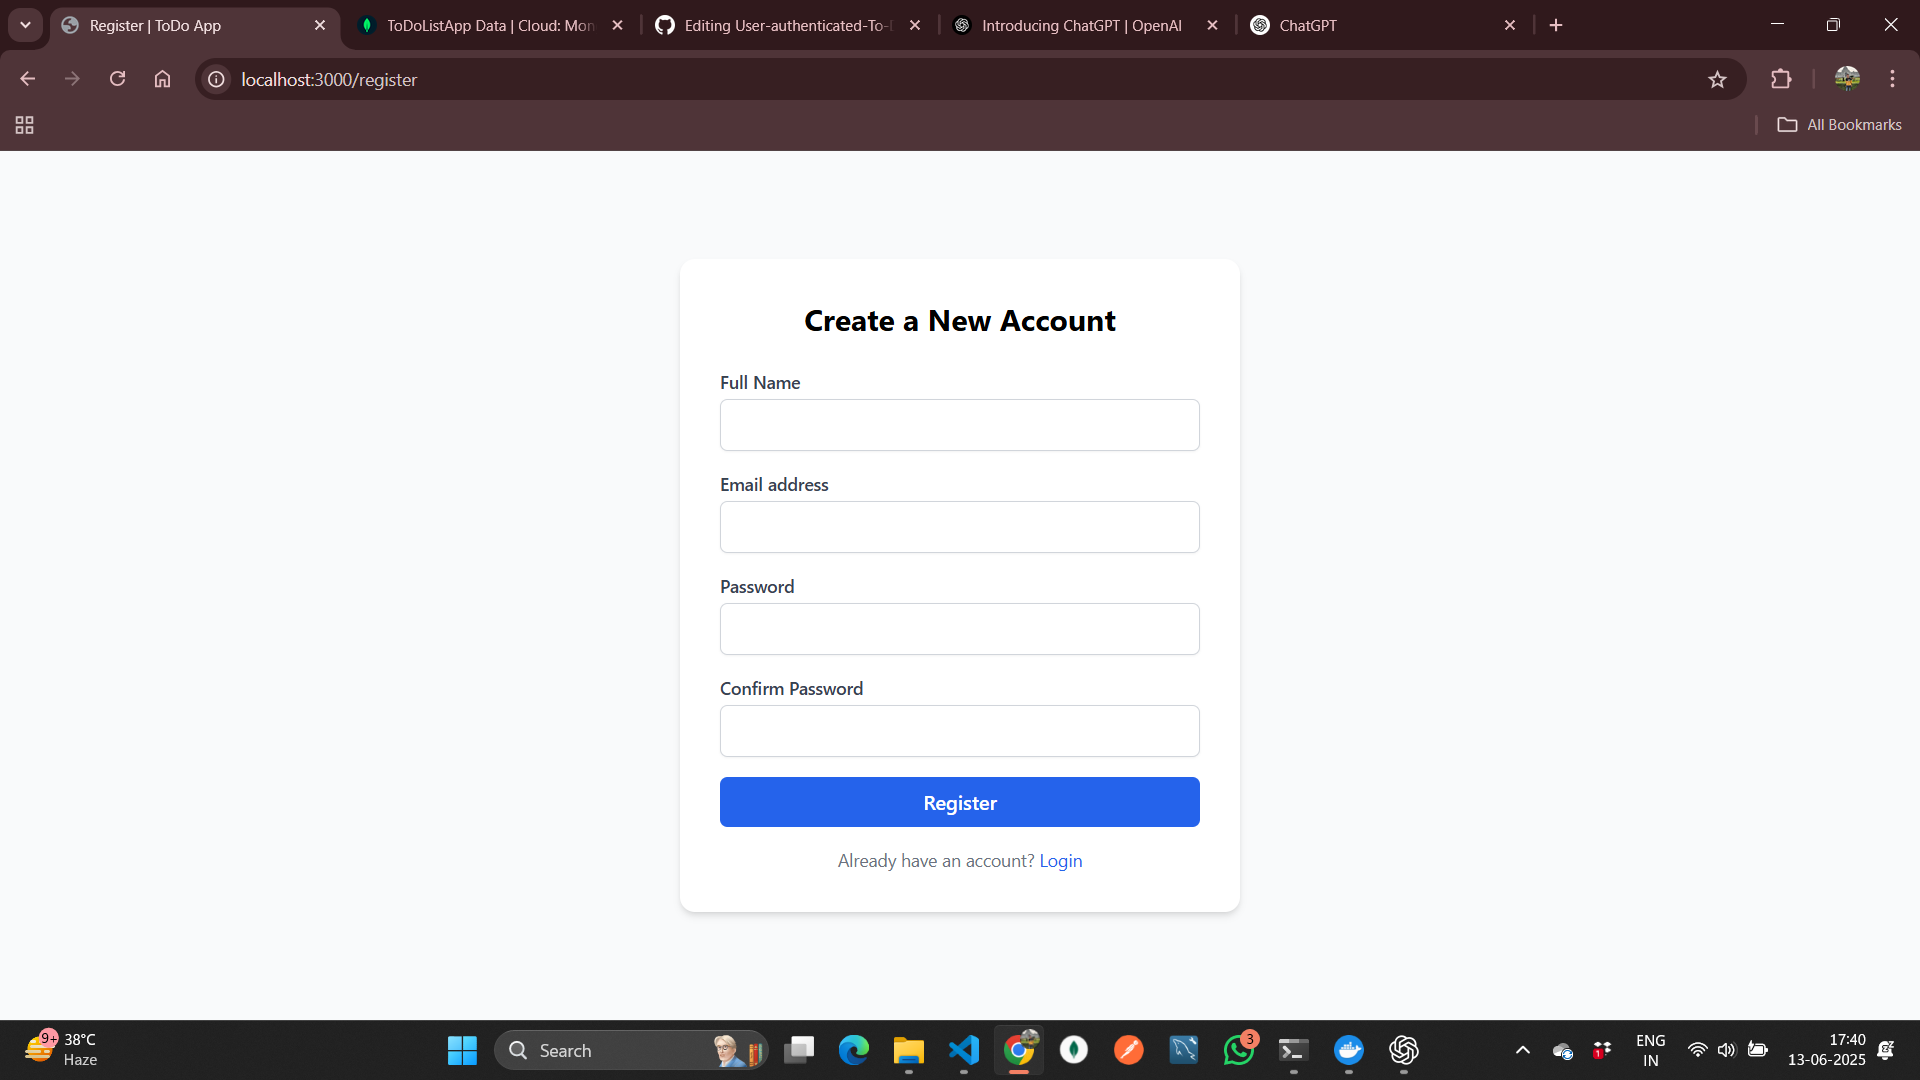 Register | ToDo App
ToDoListApp Data | Cloud: Mon
Editing User-authenticated-To-
Introducing ChatGPT | OpenAI
ChatGPT
localhost:3000/register
All Bookmarks
Create a New Account
Full Name
Email address
Password
Confirm Password
Register
Already have an account? Login
9+
38°C
Haze
Search
3
1
ENG
IN
17:40
13-06-2025